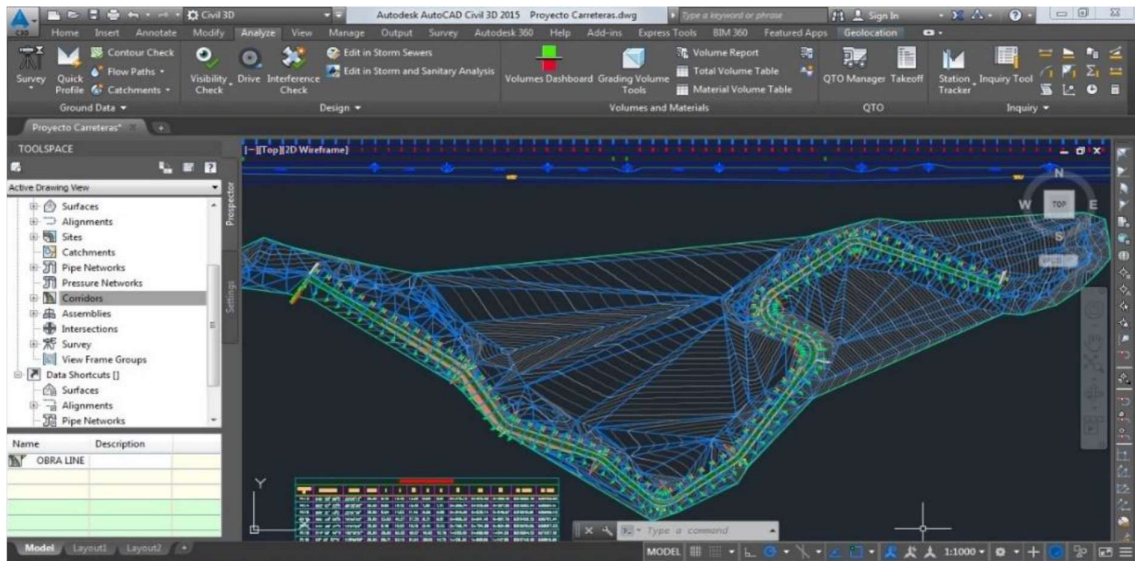 Civil 3D
Autodesk AutoCAD Civil 3D 2015 Proyecto Carreteras.dwg
Type a keyword or phrase
Sign In
C3D
Home Insert Annotate Modify Analyze View Manage Output Survey Autodesk 360 Help Add-ins Express Tools BIM 360 Featured Apps Geolocation
Survey
Quick Profile
Contour Check
Flow Paths
Catchments
Ground Data
Visibility Check
Drive
Interference Check
Edit in Storm Sewers
Edit in Storm and Sanitary Analysis
Design
Volumes Dashboard
Grading Volume Tools
Volume Report
Total Volume Table
Material Volume Table
Volumes and Materials
QTO Manager
Takeoff
QTO
Station Tracker
Inquiry Tool
Inquiry
Proyecto Carreteras*
TOOLSPACE
Active Drawing View
Surfaces
Alignments
Sites
Catchments
Pipe Networks
Pressure Networks
Corridors
Assemblies
Intersections
Survey
View Frame Groups
Data Shortcuts []
Surfaces
Alignments
Pipe Networks
Prospector
Settings
Name Description
OBRA LINE
[−][Top][2D Wireframe]
N
W TOP E
S
Y
X
Type a command
Model Layout1 Layout2
MODEL
1:1000